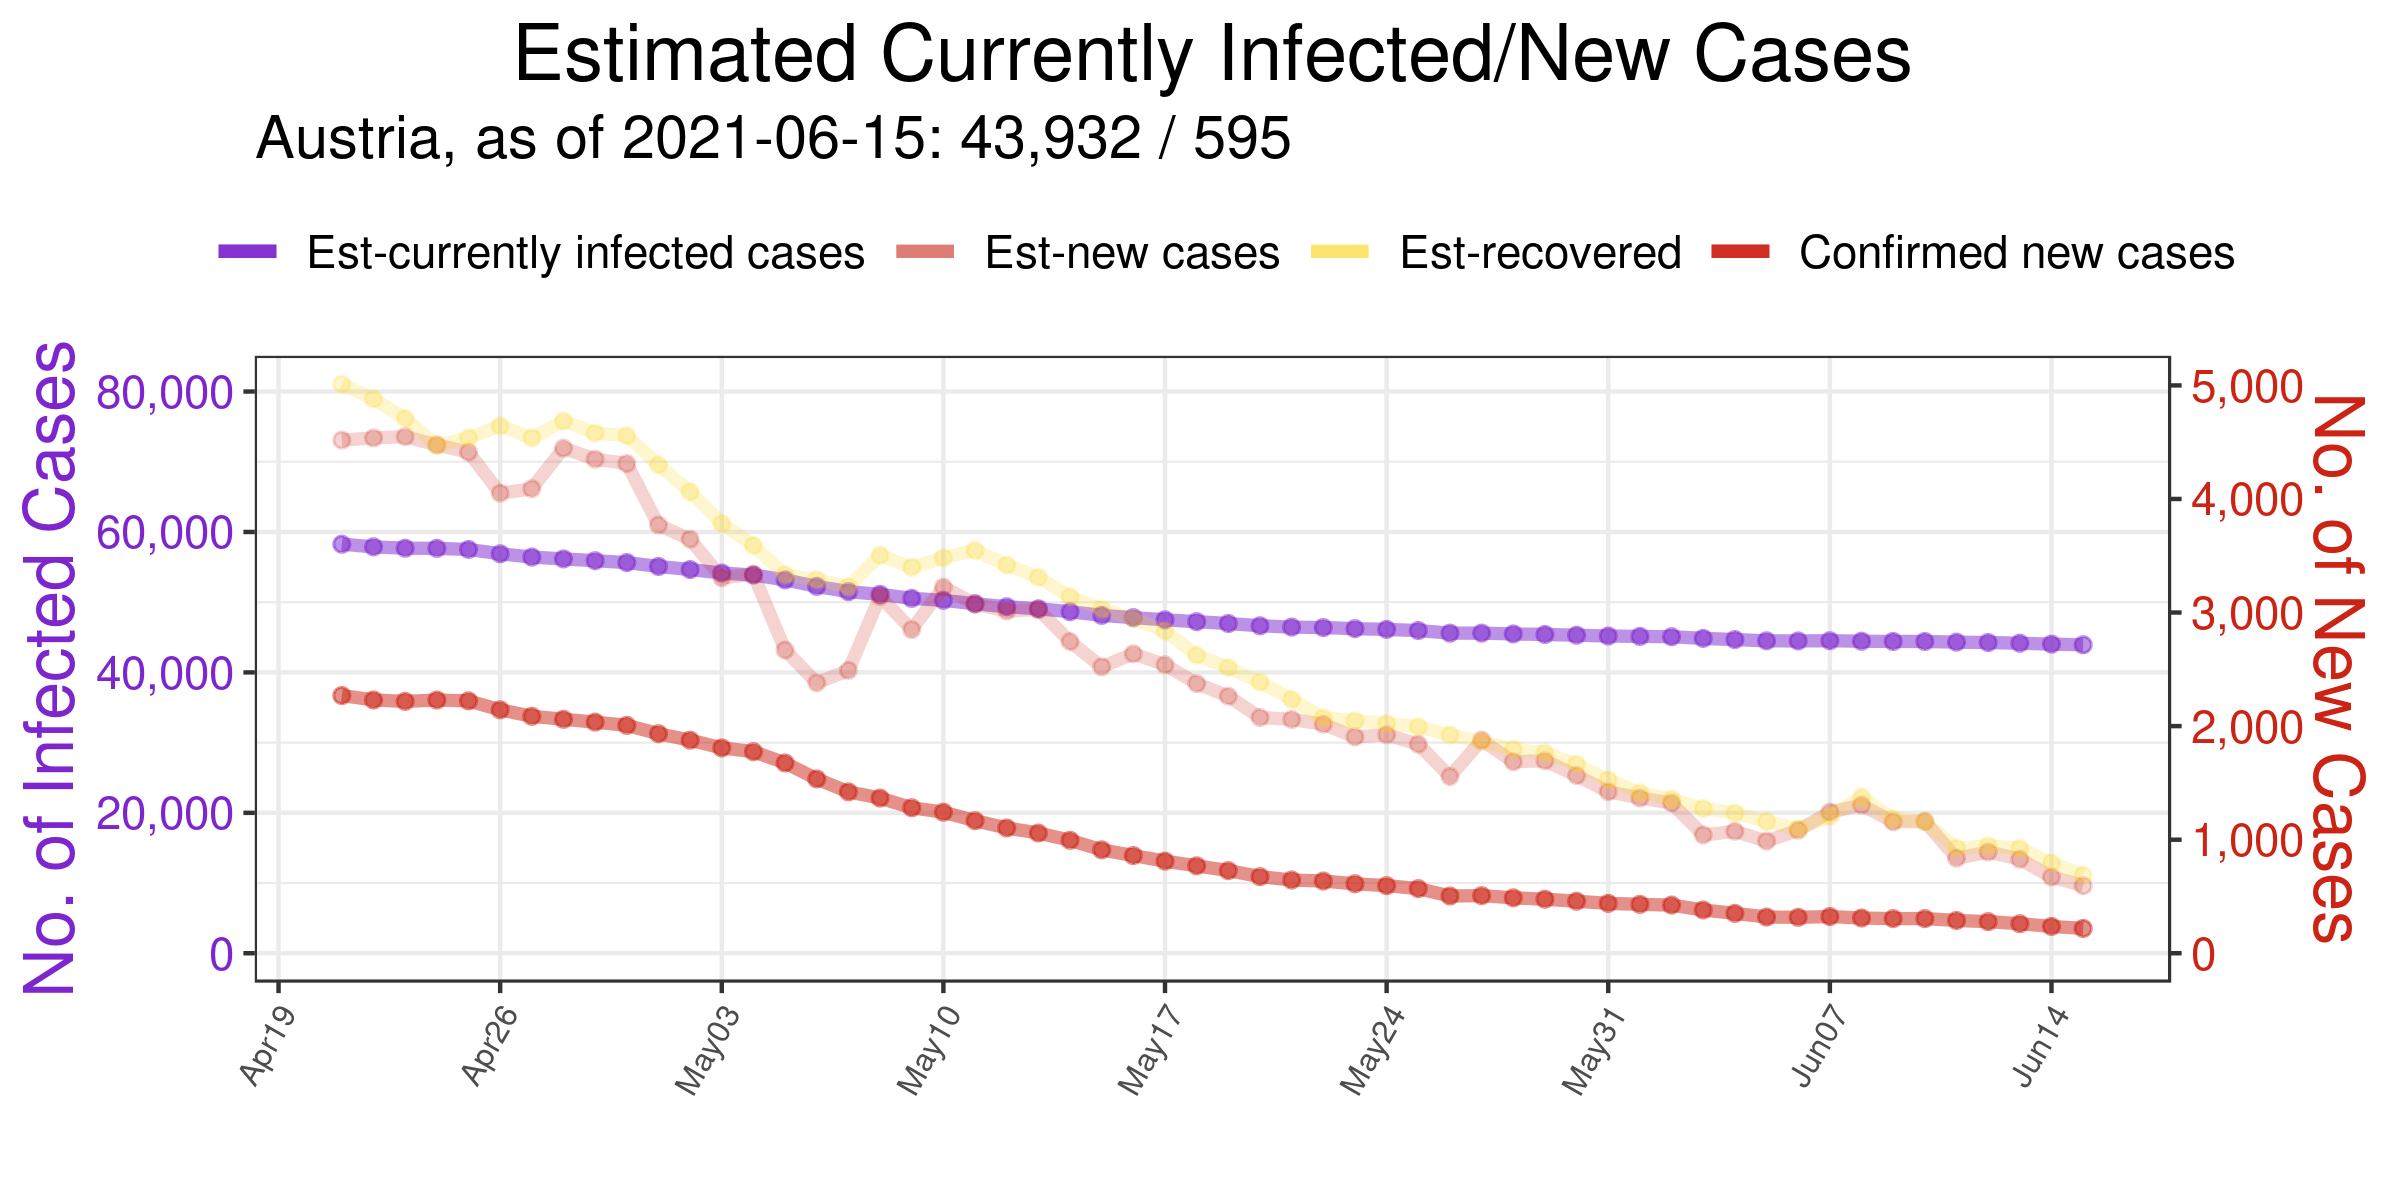 Estimated Currently Infected/New Cases
Austria, as of 2021-06-15: 43,932 / 595
Est-currently infected cases Est-new cases Est-recovered Confirmed new cases
No. of Infected Cases
80,000
60,000
40,000
20,000
0
5,000
4,000
3,000
2,000
1,000
0
No. of New Cases
Apr19 Apr26 May03 May10 May17 May24 May31 Jun07 Jun14